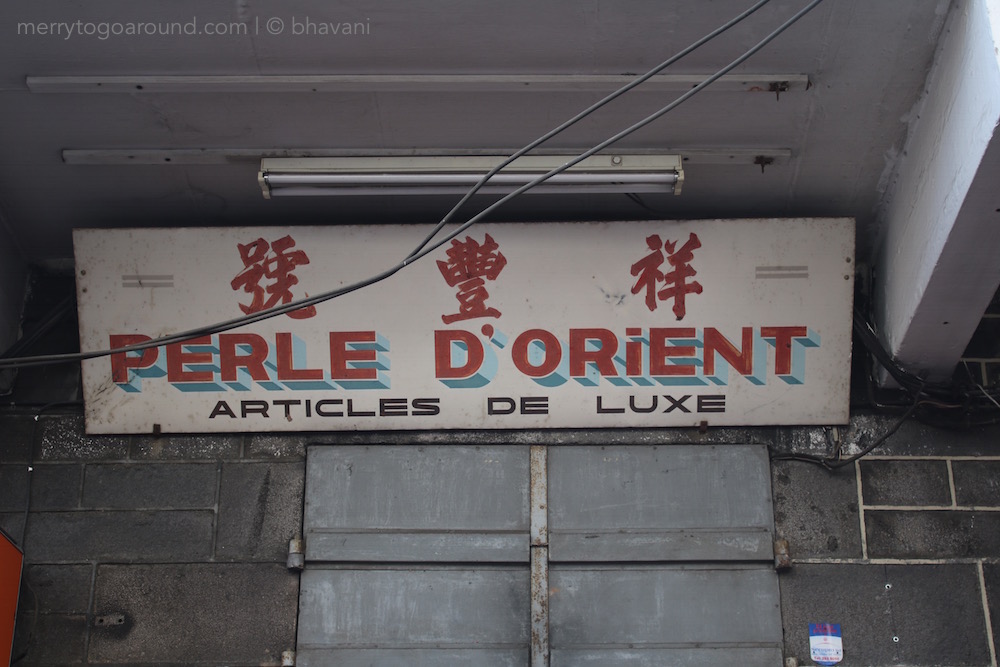 merrytogoaround.com | © bhavani
號豐祥
PERLE D'ORiENT
ARTICLES DE LUXE